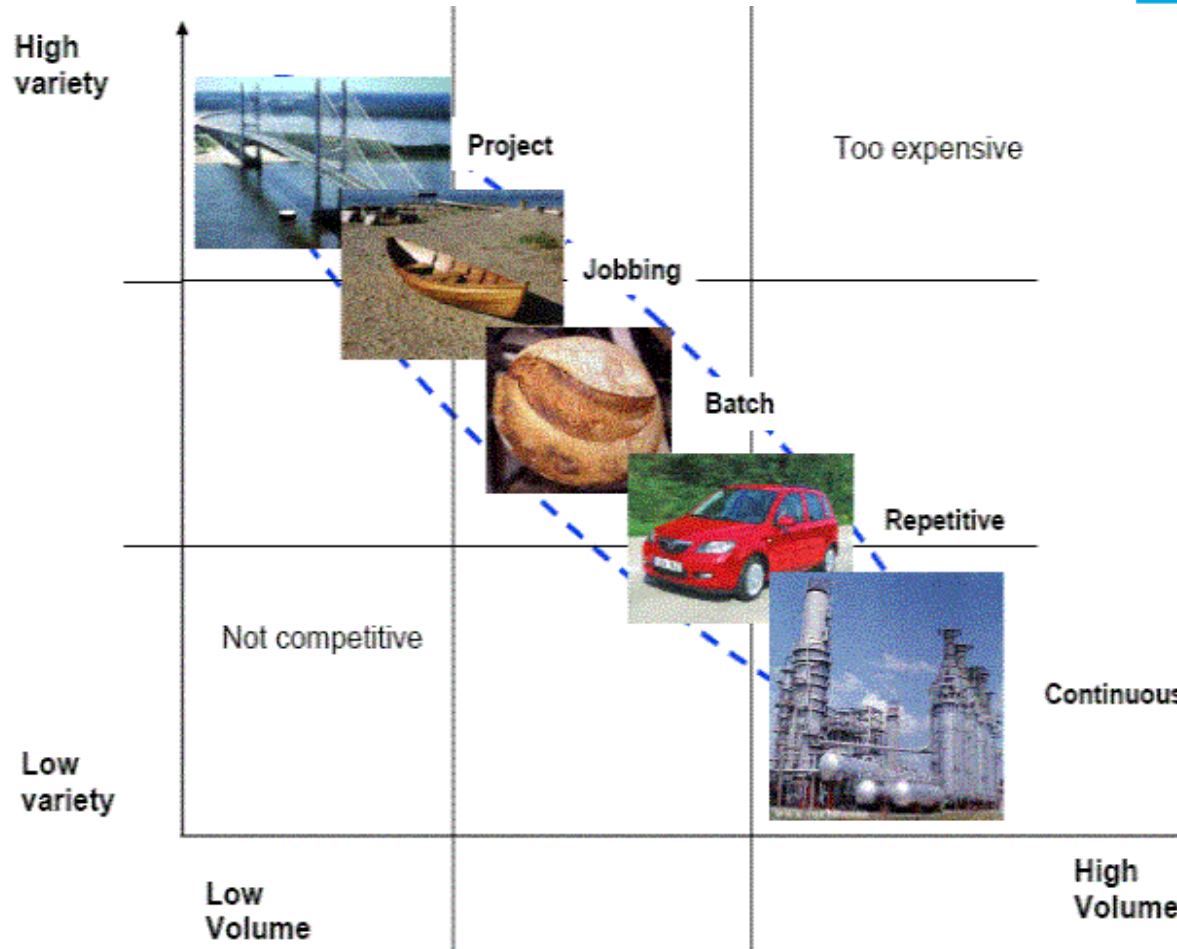 High
variety
Project
Too expensive
Jobbing
Batch
Repetitive
Not competitive
Continuous
Low
variety
Low
Volume
High
Volume